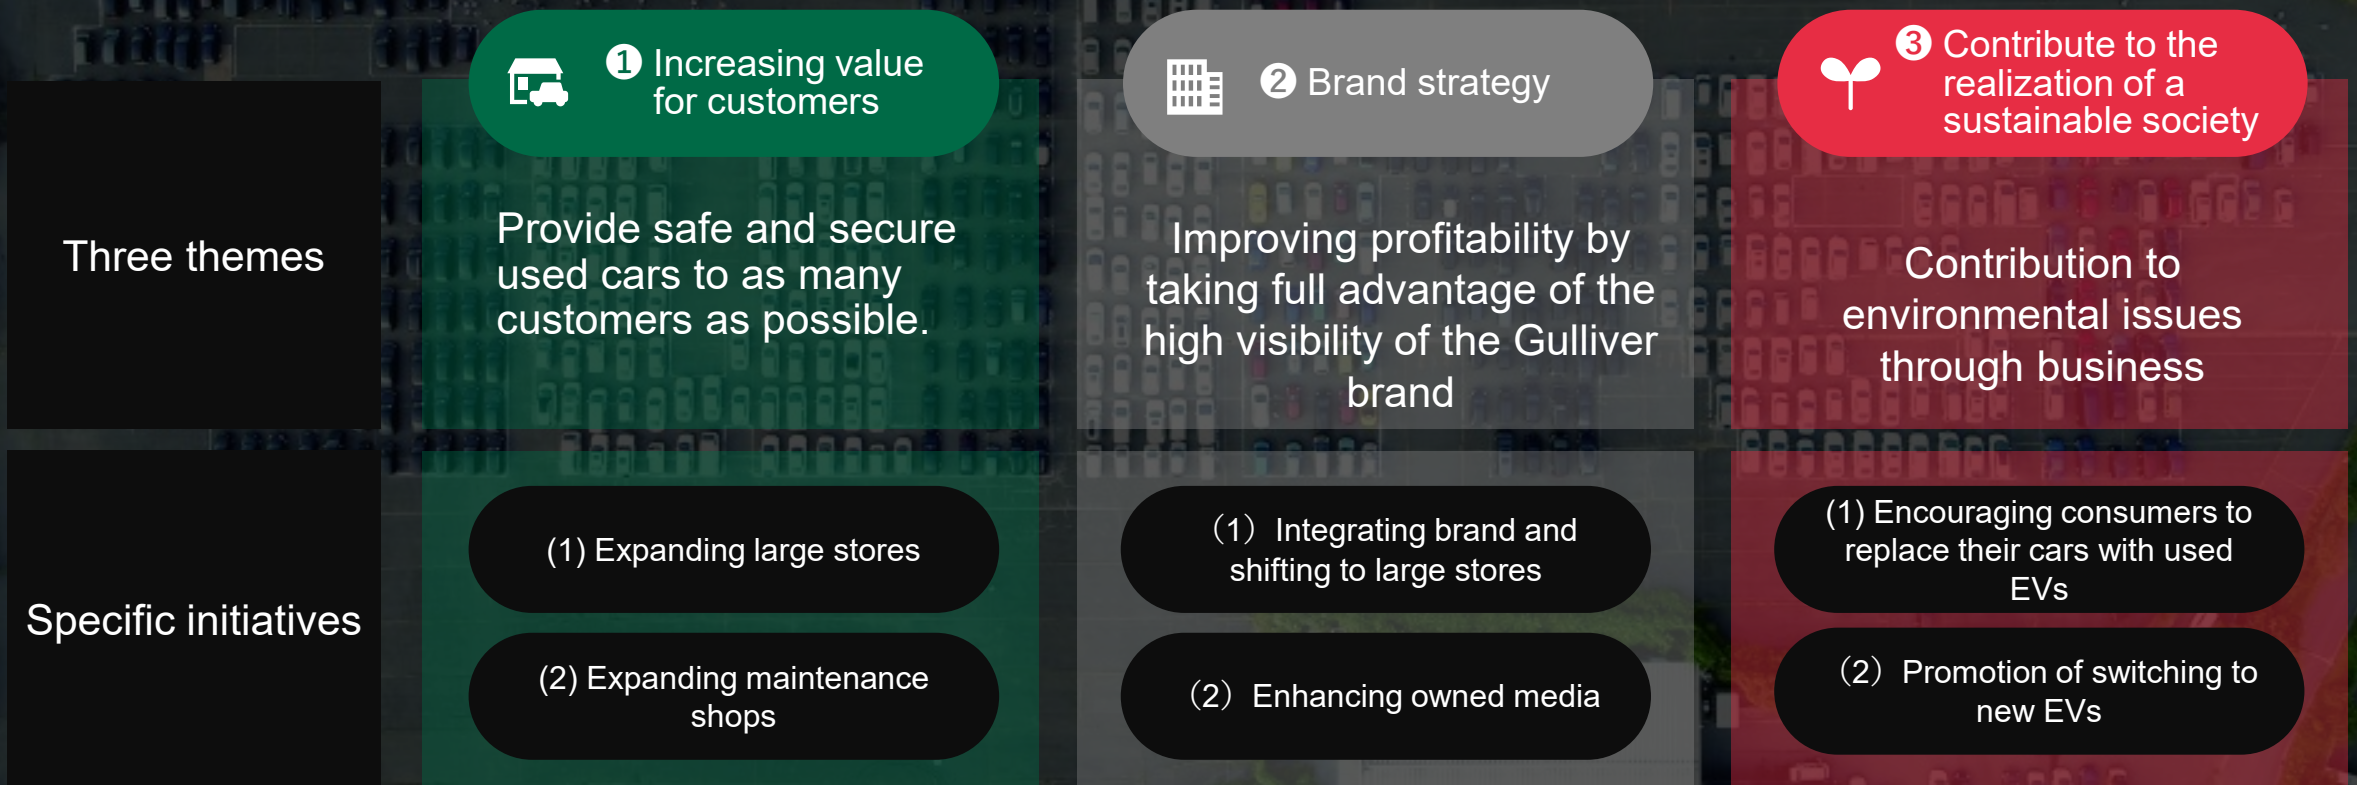 ❶ Increasing value
for customers
❷ Brand strategy
❸ Contribute to the
realization of a
sustainable society
Three themes
Provide safe and secure
used cars to as many
customers as possible.
Improving profitability by
taking full advantage of the
high visibility of the Gulliver
brand
Contribution to
environmental issues
through business
Specific initiatives
(1) Expanding large stores
(2) Expanding maintenance
shops
（1）Integrating brand and
shifting to large stores
（2）Enhancing owned media
(1) Encouraging consumers to
replace their cars with used
EVs
（2）Promotion of switching to
new EVs